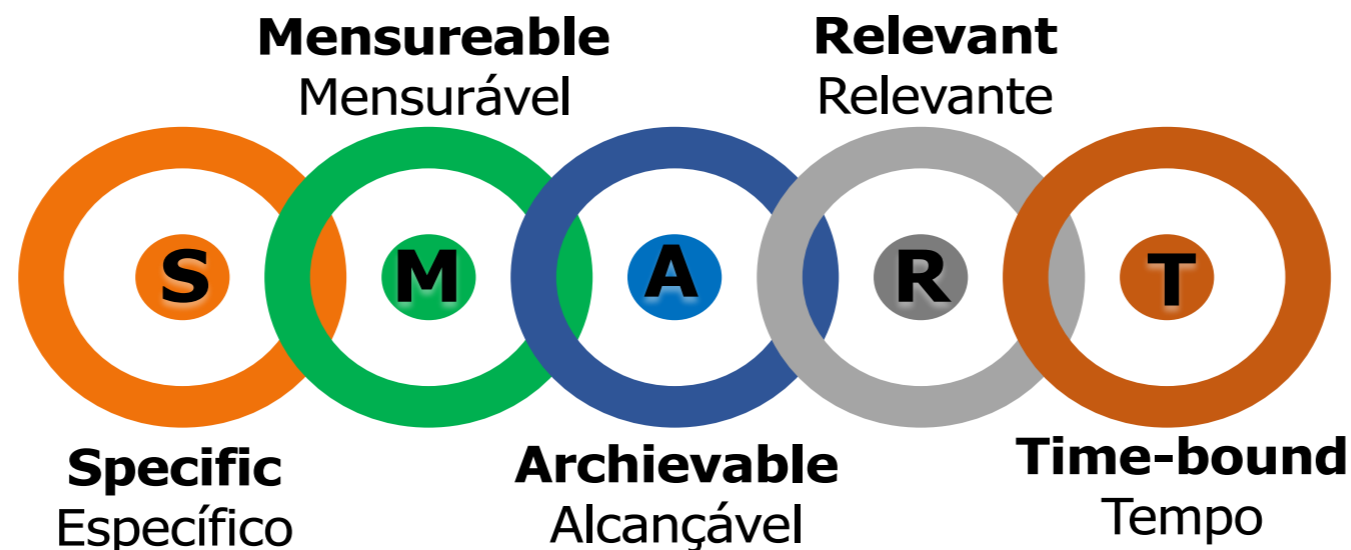 Mensureable
Mensurável
Relevant
Relevante
S
M
A
R
T
Specific
Específico
Archievable
Alcançável
Time-bound
Tempo